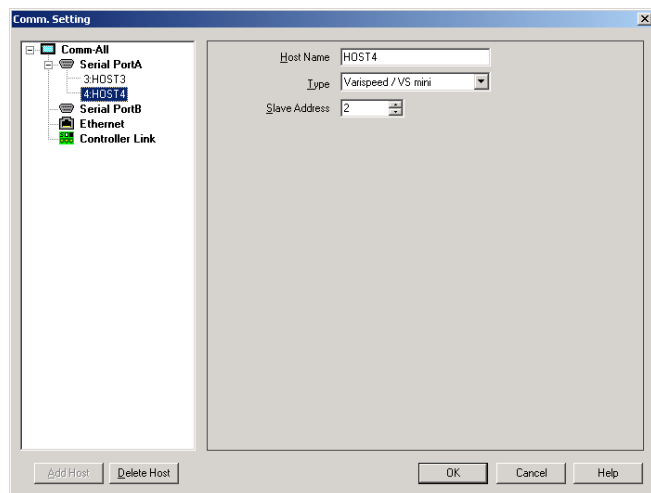 Comm. Setting
Comm-All
Serial PortA
3:HOST3
4:HOST4
Serial PortB
Ethernet
Controller Link
Host Name HOST4
Type Varispeed / VS mini
Slave Address 2
Add Host Delete Host OK Cancel Help